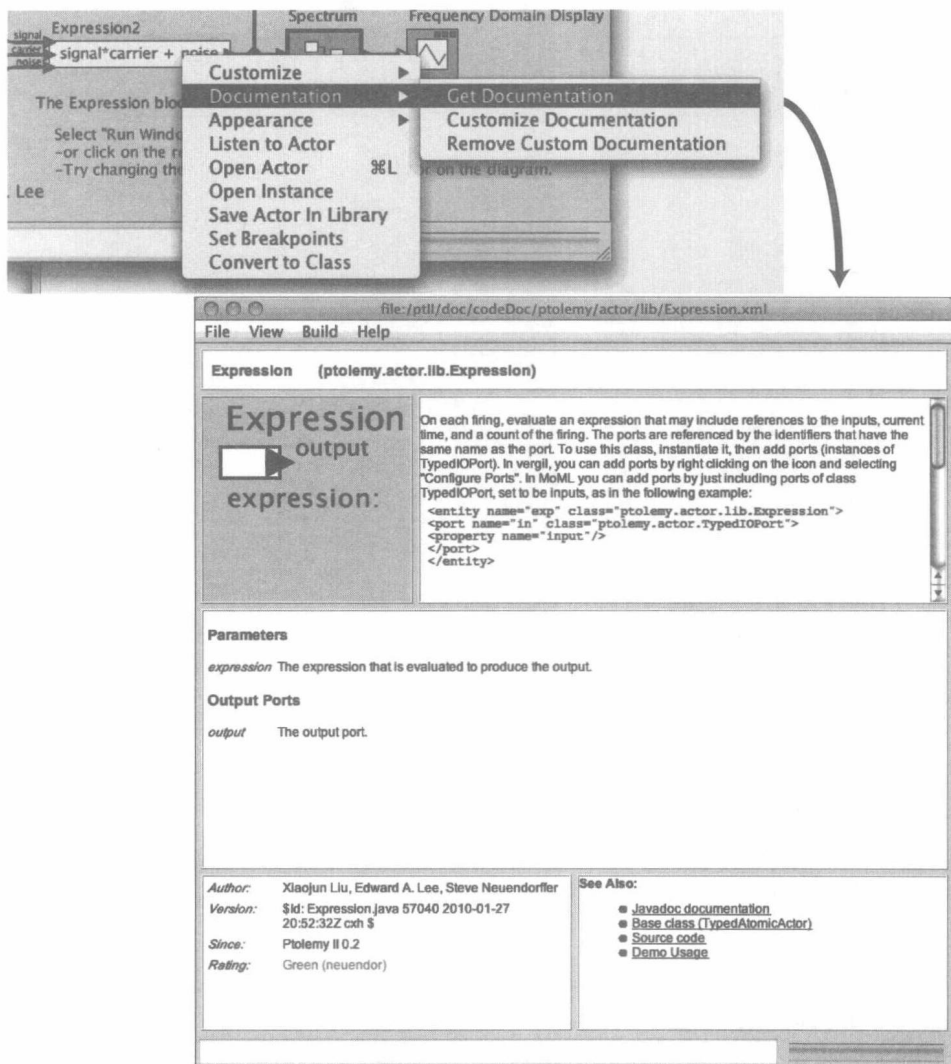 Spectrum
Frequency Domain Display
signal
Expression2
carrier
signal*carrier + noise
noise
Customize
Documentation
Get Documentation
The Expression bloc
Appearance
Customize Documentation
Select "Run Windo
Listen to Actor
Remove Custom Documentation
-or click on the re
Open Actor ⌘L
-Try changing the
or on the diagram.
. Lee
Open Instance
Save Actor In Library
Set Breakpoints
Convert to Class
file:/ptII/doc/codeDoc/ptolemy/actor/lib/Expression.xml
File View Build Help
Expression (ptolemy.actor.lib.Expression)
Expression
output
expression:
On each firing, evaluate an expression that may include references to the inputs, current
time, and a count of the firing. The ports are referenced by the identifiers that have the
same name as the port. To use this class, instantiate it, then add ports (instances of
TypedIOPort). In vergil, you can add ports by right clicking on the icon and selecting
"Configure Ports". In MoML you can add ports by just including ports of class
TypedIOPort, set to be inputs, as in the following example:
<entity name="exp" class="ptolemy.actor.lib.Expression">
<port name="in" class="ptolemy.actor.TypedIOPort">
<property name="input"/>
</port>
</entity>
Parameters
expression The expression that is evaluated to produce the output.
Output Ports
output The output port.
Author: Xiaojun Liu, Edward A. Lee, Steve Neuendorffer
Version: $Id: Expression.java 57040 2010-01-27
20:52:32Z cxh $
Since: Ptolemy II 0.2
Rating: Green (neuendor)
See Also:
Javadoc documentation
Base class (TypedAtomicActor)
Source code
Demo Usage